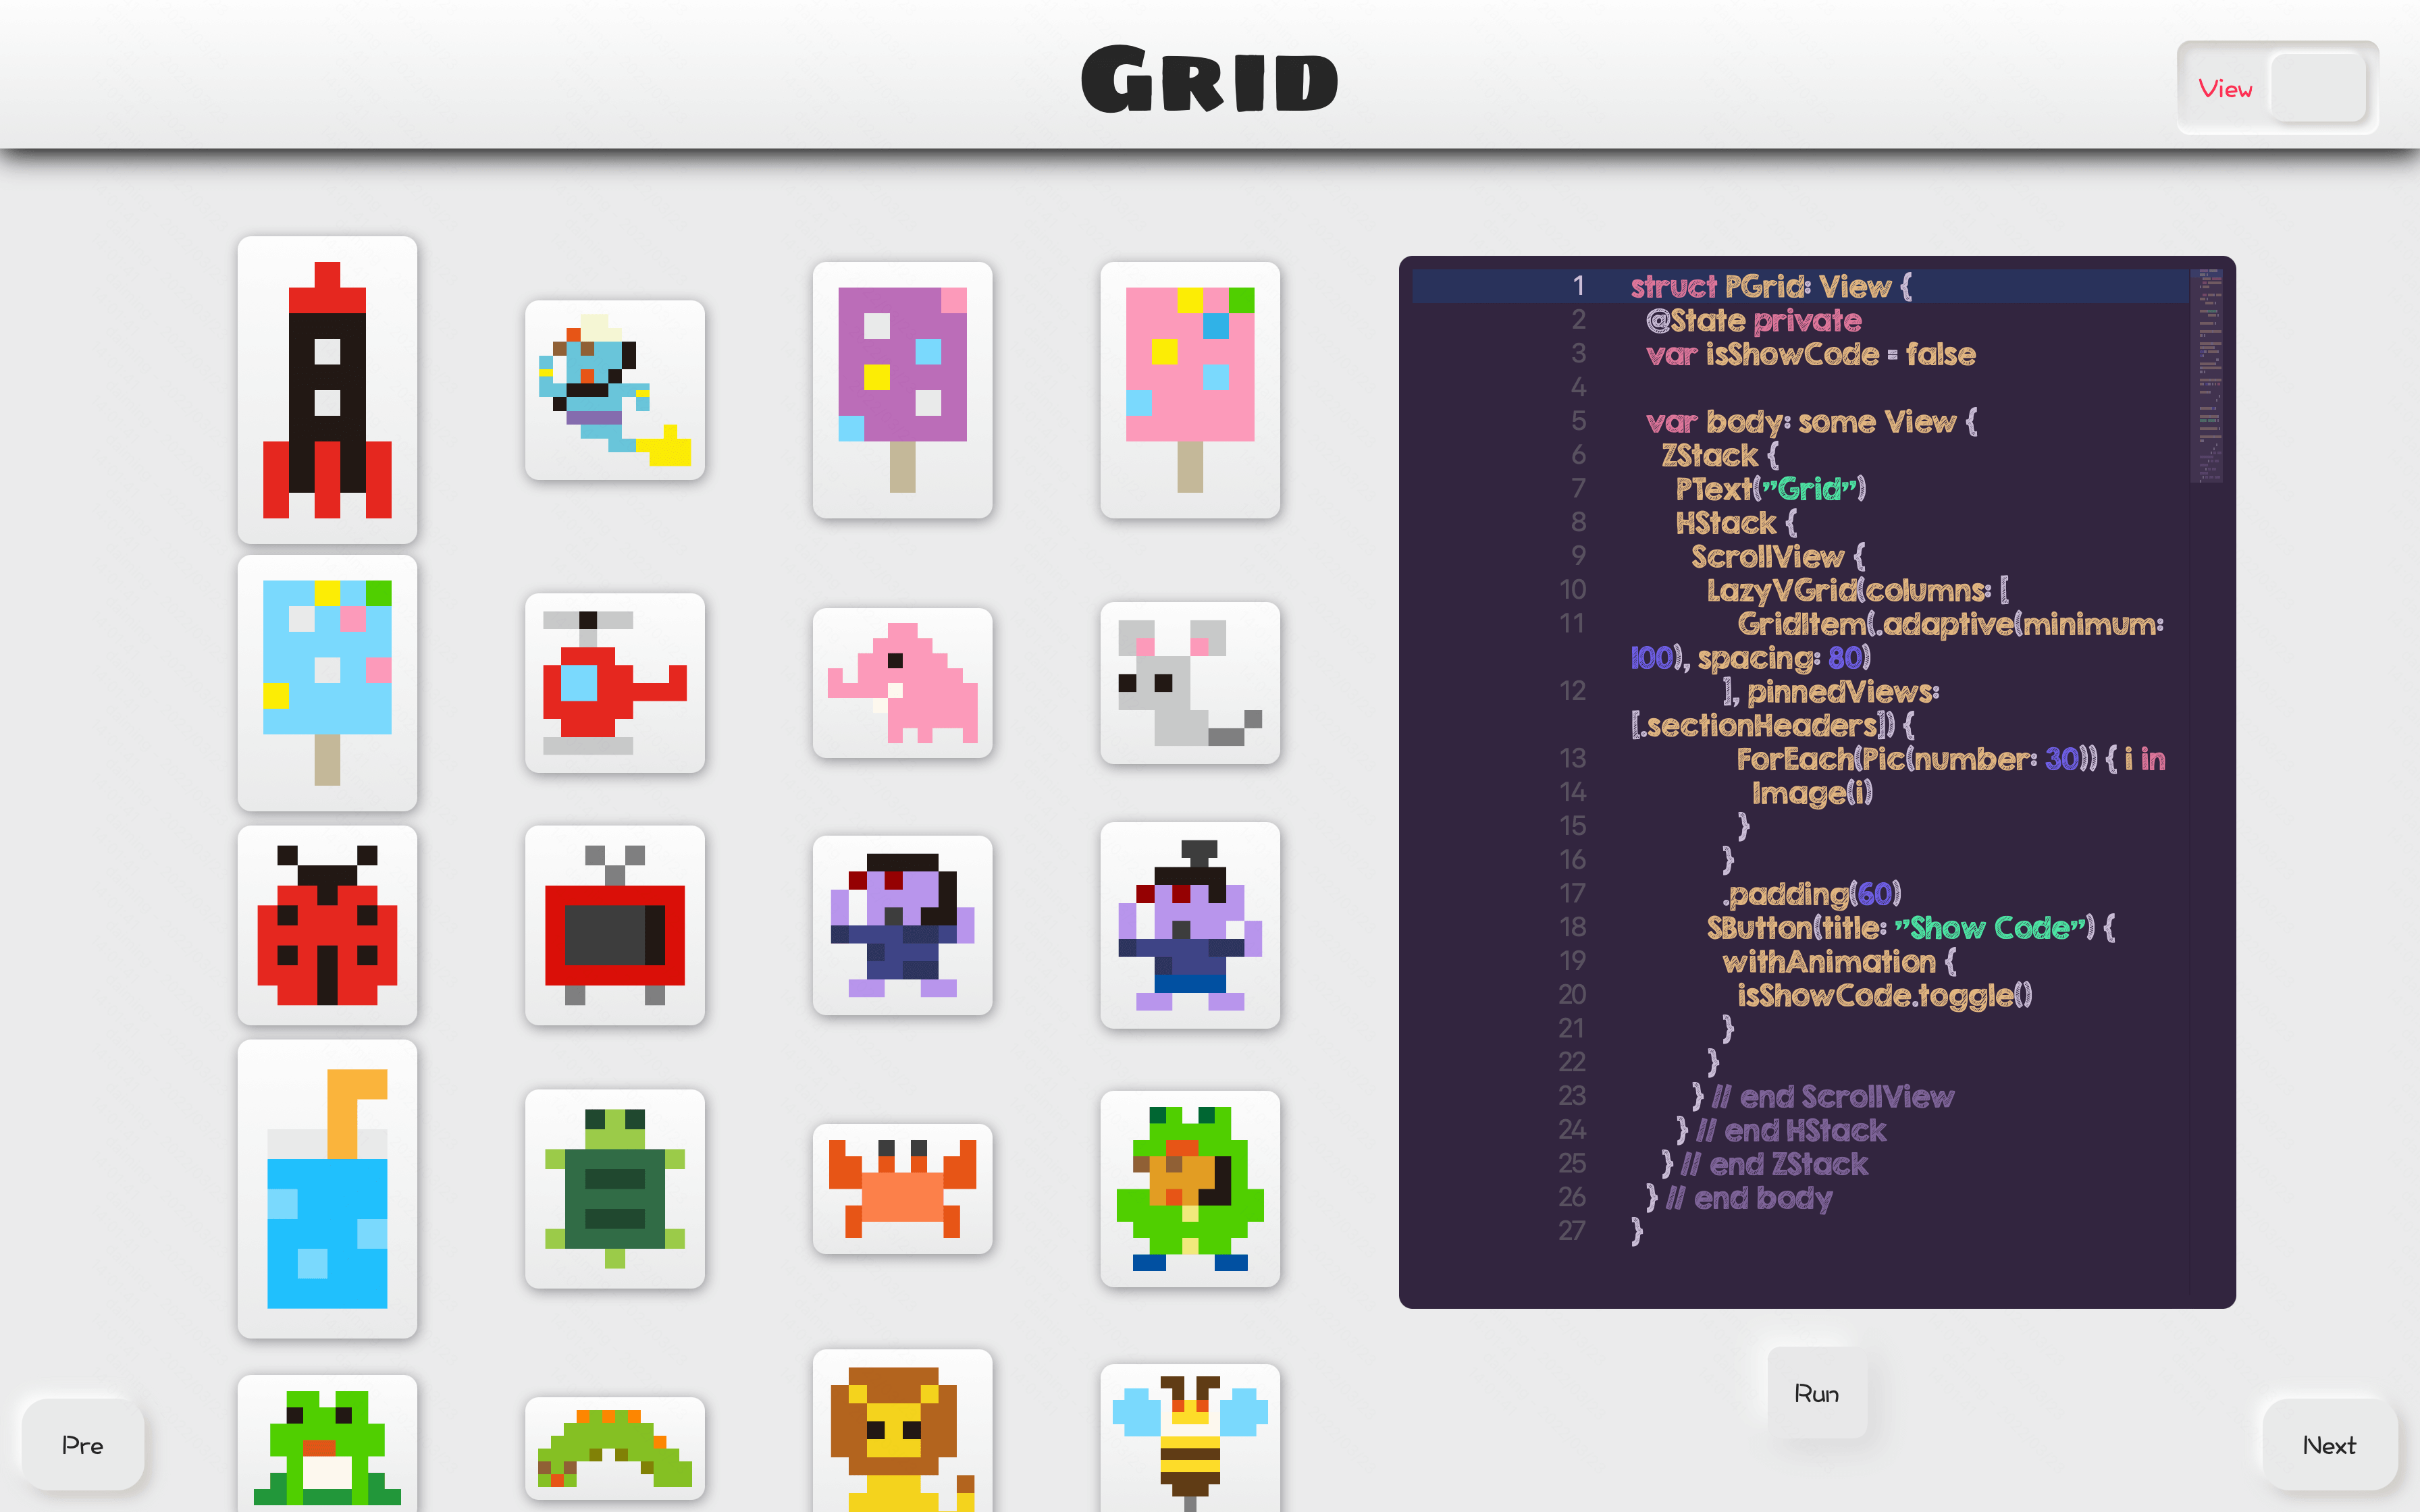 GRID
View
1 struct PGrid: View {
2 @State private
3 var isShowCode = false
4
5 var body: some View {
6 ZStack {
7 PText("Grid")
8 HStack {
9 ScrollView {
10 LazyVGrid(columns: [
11 GridItem(.adaptive(minimum:
100), spacing: 80)
12 ], pinnedViews:
[.sectionHeaders]) {
13 ForEach(Pic(number: 30)) { i in
14 Image(i)
15 }
16 }
17 .padding(60)
18 SButton(title: "Show Code") {
19 withAnimation {
20 isShowCode.toggle()
21 }
22 }
23 } // end ScrollView
24 } // end HStack
25 } // end ZStack
26 } // end body
27 }
Run
Pre
Next